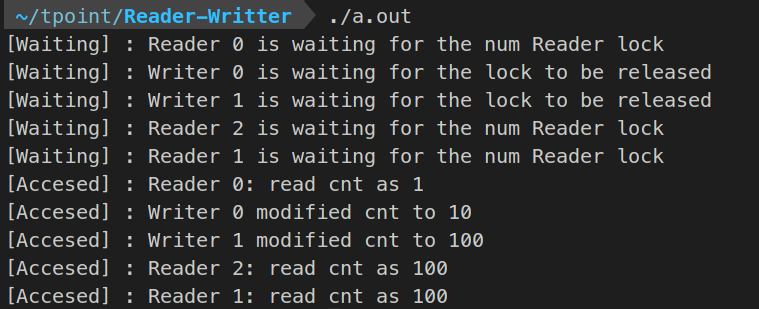 ~/tpoint/Reader-Writter ./a.out
[Waiting] : Reader 0 is waiting for the num Reader lock
[Waiting] : Writer 0 is waiting for the lock to be released
[Waiting] : Writer 1 is waiting for the lock to be released
[Waiting] : Reader 2 is waiting for the num Reader lock
[Waiting] : Reader 1 is waiting for the num Reader lock
[Accesed] : Reader 0: read cnt as 1
[Accesed] : Writer 0 modified cnt to 10
[Accesed] : Writer 1 modified cnt to 100
[Accesed] : Reader 2: read cnt as 100
[Accesed] : Reader 1: read cnt as 100